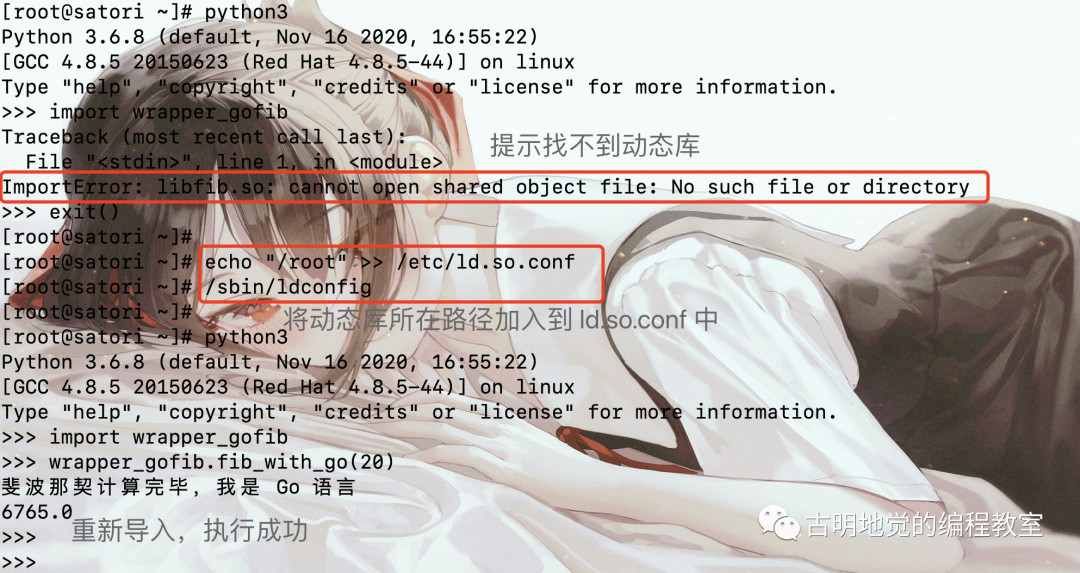 [root@satori ~]# python3
Python 3.6.8 (default, Nov 16 2020, 16:55:22)
[GCC 4.8.5 20150623 (Red Hat 4.8.5-44)] on linux
Type "help", "copyright", "credits" or "license" for more information.
>>> import wrapper_gofib
Traceback (most recent call last):
  File "<stdin>", line 1, in <module>
提示找不到动态库
ImportError: libfib.so: cannot open shared object file: No such file or directory
>>> exit()
[root@satori ~]#
[root@satori ~]# echo "/root" >> /etc/ld.so.conf
[root@satori ~]# /sbin/ldconfig
[root@satori ~]#
将动态库所在路径加入到 ld.so.conf 中
[root@satori ~]# python3
Python 3.6.8 (default, Nov 16 2020, 16:55:22)
[GCC 4.8.5 20150623 (Red Hat 4.8.5-44)] on linux
Type "help", "copyright", "credits" or "license" for more information.
>>> import wrapper_gofib
>>> wrapper_gofib.fib_with_go(20)
斐波那契计算完毕，我是 Go 语言
6765.0
>>>
重新导入，执行成功
>>>
古明地觉的编程教室